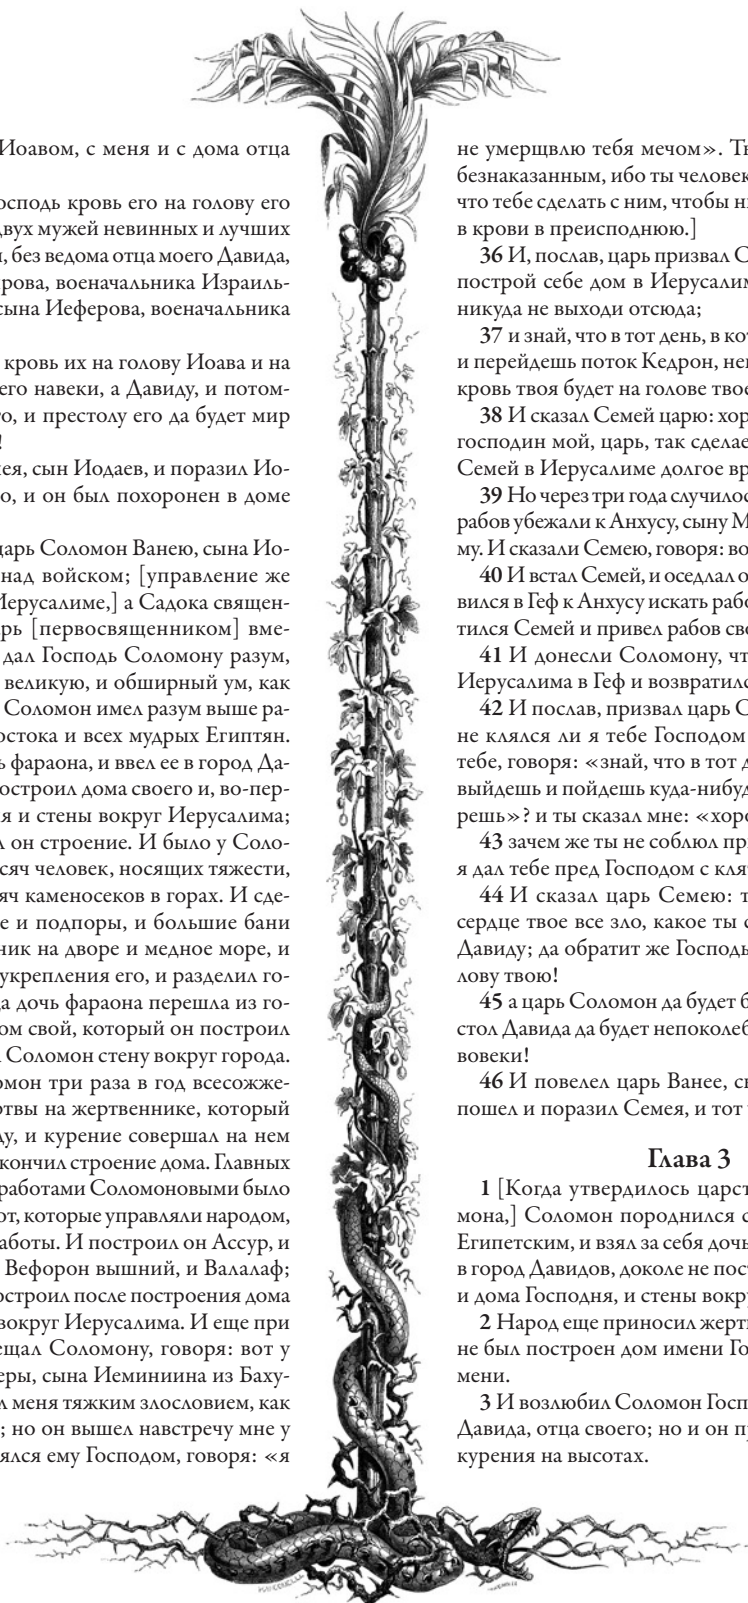 Иоавом, с меня и с дома отца
осподь кровь его на голову его
двух мужей невинных и лучших
, без ведома отца моего Давида,
рова, военачальника Израиль-
сына Иеферова, военачальника
кровь их на голову Иоава и на
его навеки, а Давиду, и потом-
о, и престолу его да будет мир
!
ея, сын Иодаев, и поразил Ио-
о, и он был похоронен в доме
царь Соломон Ванею, сына Ио-
над войском; [управление же
Иерусалиме,] а Садока священ-
рь [первосвященником] вме-
дал Господь Соломону разум,
великую, и обширный ум, как
Соломон имел разум выше ра-
остока и всех мудрых Египтян.
ь фараона, и ввел ее в город Да-
остроил дома своего и, во-пер-
я и стены вокруг Иерусалима;
л он строение. И было у Соло-
сяч человек, носящих тяжести,
яч каменосеков в горах. И сде-
е и подпоры, и большие бани
ник на дворе и медное море, и
укрепления его, и разделил го-
да дочь фараона перешла из го-
ом свой, который он построил
Соломон стену вокруг города.
омон три раза в год всесожже-
ртвы на жертвеннике, который
ду, и курение совершал на нем
кончил строение дома. Главных
работами Соломоновыми было
от, которые управляли народом,
аботы. И построил он Ассур, и
Вефорон вышний, и Валалаф;
остроил после построения дома
вокруг Иерусалима. И еще при
ещал Соломону, говоря: вот у
еры, сына Иеминиина из Баху-
л меня тяжким злословием, как
; но он вышел навстречу мне у
ялся ему Господом, говоря: «я
не умерщвлю тебя мечом». Т
безнаказанным, ибо ты человек
что тебе сделать с ним, чтобы н
в крови в преисподнюю.]
36 И, послав, царь призвал С
построй себе дом в Иерусалим
никуда не выходи отсюда;
37 и знай, что в тот день, в кот
и перейдешь поток Кедрон, не
кровь твоя будет на голове твое
38 И сказал Семей царю: хор
господин мой, царь, так сделае
Семей в Иерусалиме долгое вр
39 Но через три года случилос
рабов убежали к Анхусу, сыну М
му. И сказали Семею, говоря: во
40 И встал Семей, и оседлал о
вился в Геф к Анхусу искать рабо
тился Семей и привел рабов сво
41 И донесли Соломону, чт
Иерусалима в Геф и возвратилс
42 И послав, призвал царь С
не клялся ли я тебе Господом
тебе, говоря: «знай, что в тот д
выйдешь и пойдешь куда-нибуд
решь»? и ты сказал мне: «хоро
43 зачем же ты не соблюл пр
я дал тебе пред Господом с кля
44 И сказал царь Семею: т
сердце твое все зло, какое ты с
Давиду; да обратит же Господь
лову твою!
45 а царь Соломон да будет б
стол Давида да будет непоколеб
вовеки!
46 И повелел царь Ванее, с
пошел и поразил Семея, и тот
Глава 3
1 [Когда утвердилось царст
мона,] Соломон породнился с
Египетским, и взял за себя дочь
в город Давидов, доколе не пос
и дома Господня, и стены вокр
2 Народ еще приносил жерт
не был построен дом имени Го
мени.
3 И возлюбил Соломон Госп
Давида, отца своего; но и он п
курения на высотах.